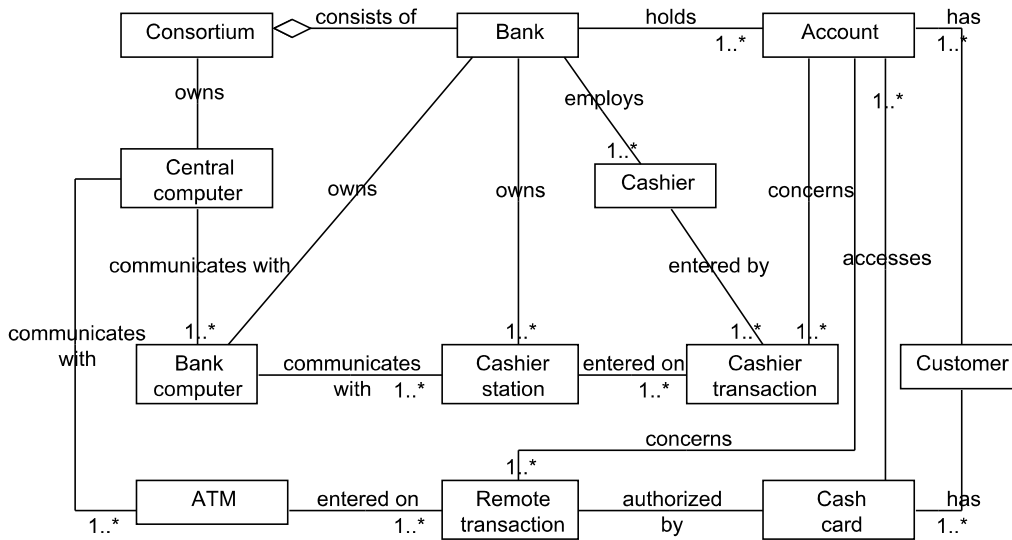 consists of
holds
has
Consortium
Bank
Account
1..*
1..*
owns
employs
1..*
1..*
Central
computer
Cashier
owns
owns
concerns
communicates with
entered by
accesses
communicates
with
1..*
1..*
1..*
1..*
Bank
computer
communicates
with
1..*
Cashier
station
entered on
1..*
Cashier
transaction
Customer
concerns
1..*
ATM
1..*
entered on
1..*
Remote
transaction
authorized
by
Cash
card
has
1..*